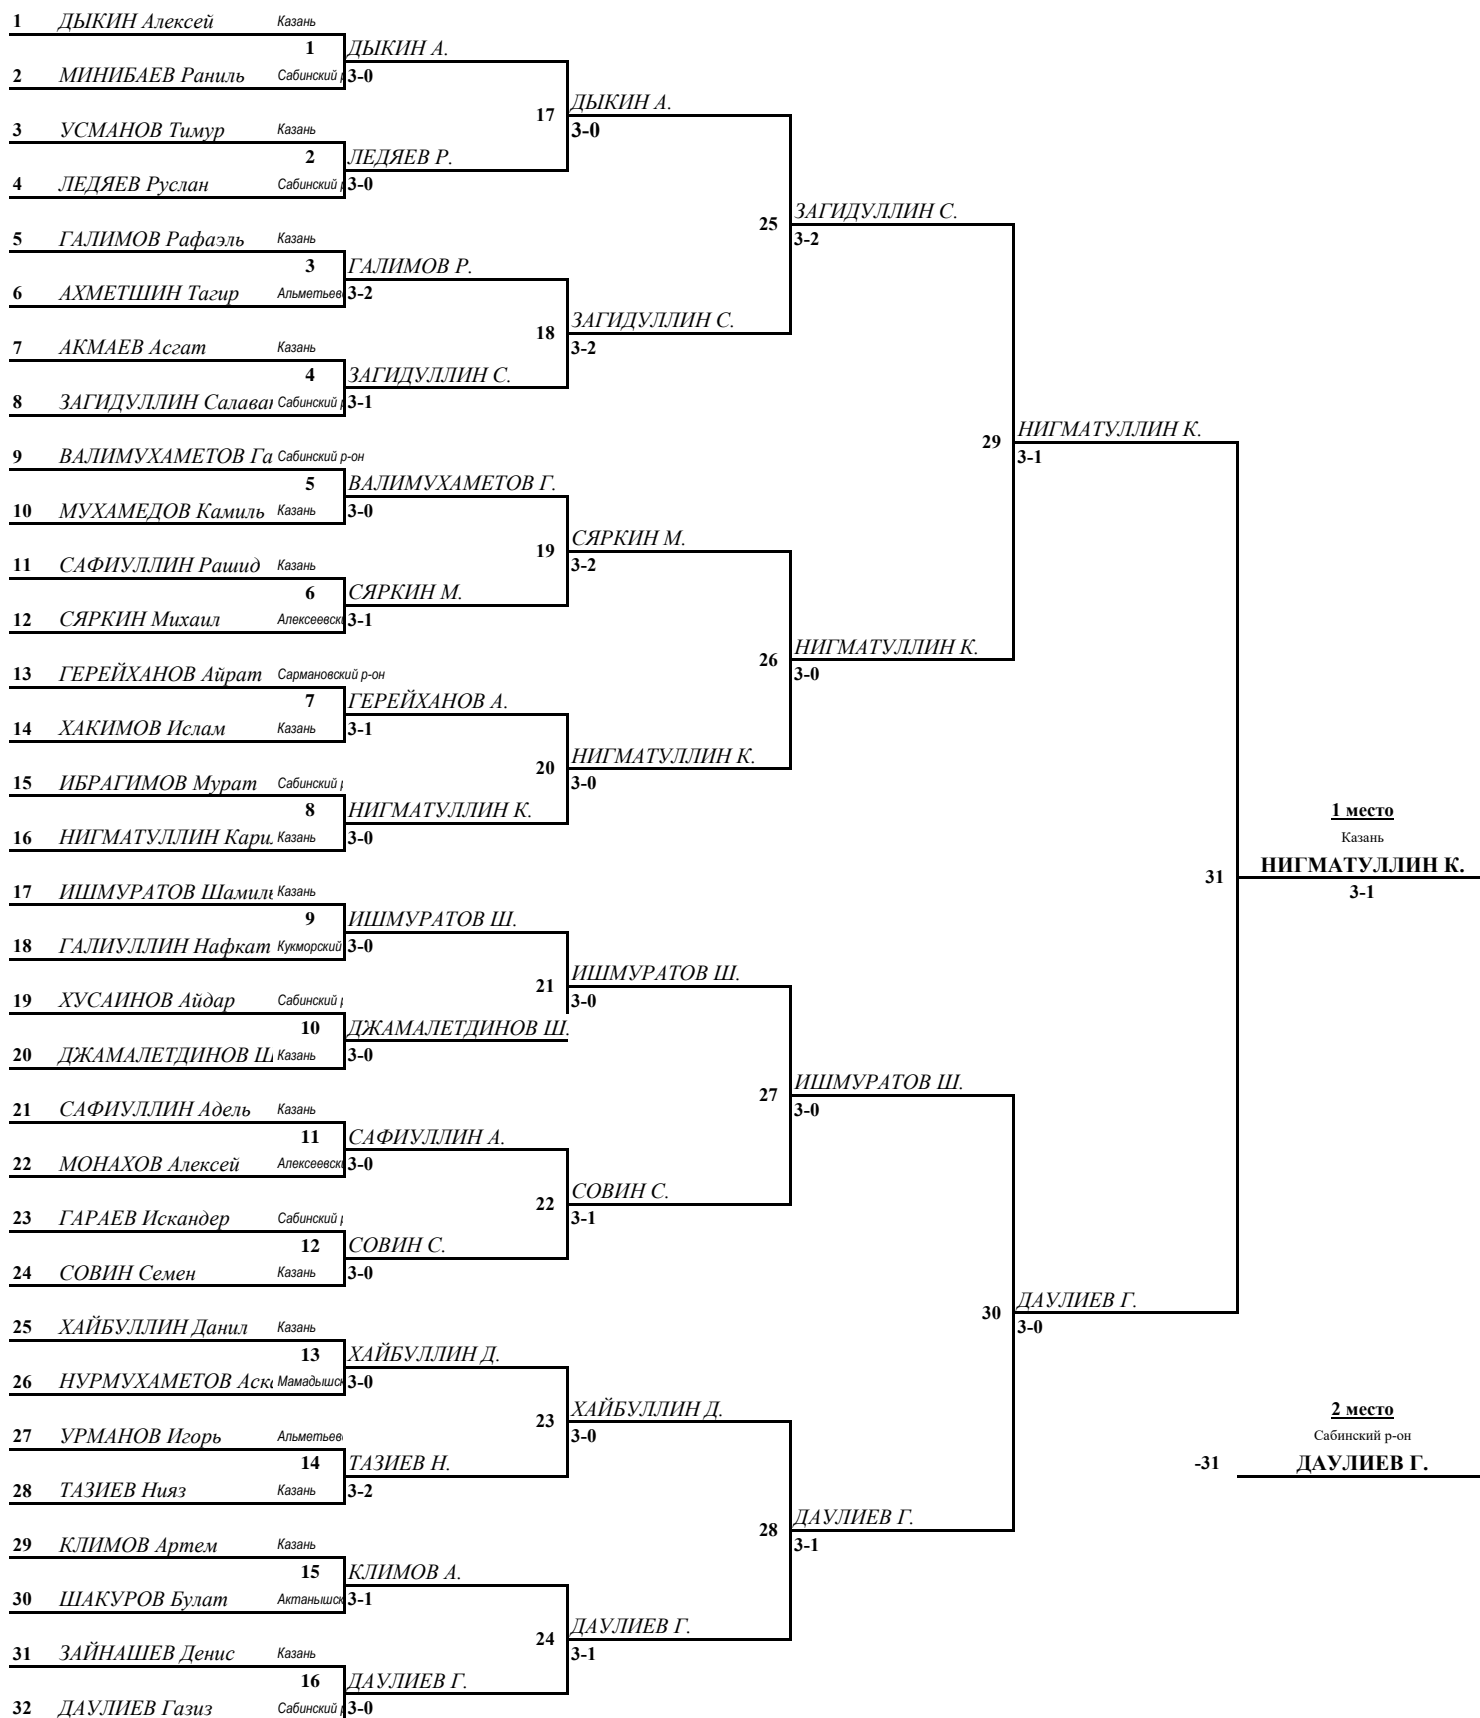 1 ДЫКИН Алексей Казань
1 ДЫКИН А.
2 МИНИБАЕВ Раниль Сабинский р 3-0
17 ДЫКИН А.
3 УСМАНОВ Тимур Казань 3-0
2 ЛЕДЯЕВ Р.
4 ЛЕДЯЕВ Руслан Сабинский р 3-0
25 ЗАГИДУЛЛИН С.
5 ГАЛИМОВ Рафаэль Казань 3-2
3 ГАЛИМОВ Р.
6 АХМЕТШИН Тагир Альметьев 3-2
18 ЗАГИДУЛЛИН С.
7 АКМАЕВ Асгат Казань 3-2
4 ЗАГИДУЛЛИН С.
8 ЗАГИДУЛЛИН Салават Сабинский р 3-1
29 НИГМАТУЛЛИН К.
9 ВАЛИМУХАМЕТОВ Га Сабинский р-он 3-1
5 ВАЛИМУХАМЕТОВ Г.
10 МУХАМЕДОВ Камиль Казань 3-0
19 СЯРКИН М.
11 САФИУЛЛИН Рашид Казань 3-2
6 СЯРКИН М.
12 СЯРКИН Михаил Алексеевски 3-1
26 НИГМАТУЛЛИН К.
13 ГЕРЕЙХАНОВ Айрат Сармановский р-он 3-0
7 ГЕРЕЙХАНОВ А.
14 ХАКИМОВ Ислам Казань 3-1
20 НИГМАТУЛЛИН К.
15 ИБРАГИМОВ Мурат Сабинский р 3-0
8 НИГМАТУЛЛИН К. 1 место
16 НИГМАТУЛЛИН Карим Казань 3-0 Казань
31 НИГМАТУЛЛИН К.
17 ИШМУРАТОВ Шамиль Казань 3-1
9 ИШМУРАТОВ Ш.
18 ГАЛИУЛЛИН Нафкат Кукморский 3-0
21 ИШМУРАТОВ Ш.
19 ХУСАИНОВ Айдар Сабинский р 3-0
10 ДЖАМАЛЕТДИНОВ Ш.
20 ДЖАМАЛЕТДИНОВ Ш Казань 3-0
27 ИШМУРАТОВ Ш.
21 САФИУЛЛИН Адель Казань 3-0
11 САФИУЛЛИН А.
22 МОНАХОВ Алексей Алексеевски 3-0
22 СОВИН С.
23 ГАРАЕВ Искандер Сабинский р 3-1
12 СОВИН С.
24 СОВИН Семен Казань 3-0
30 ДАУЛИЕВ Г.
25 ХАЙБУЛЛИН Данил Казань 3-0
13 ХАЙБУЛЛИН Д.
26 НУРМУХАМЕТОВ Аска Мамадышск 3-0
23 ХАЙБУЛЛИН Д. 2 место
27 УРМАНОВ Игорь Альметьев 3-0 Сабинский р-он
14 ТАЗИЕВ Н. -31 ДАУЛИЕВ Г.
28 ТАЗИЕВ Нияз Казань 3-2
28 ДАУЛИЕВ Г.
29 КЛИМОВ Артем Казань 3-1
15 КЛИМОВ А.
30 ШАКУРОВ Булат Актанышск 3-1
24 ДАУЛИЕВ Г.
31 ЗАЙНАШЕВ Денис Казань 3-1
16 ДАУЛИЕВ Г.
32 ДАУЛИЕВ Газиз Сабинский р 3-0